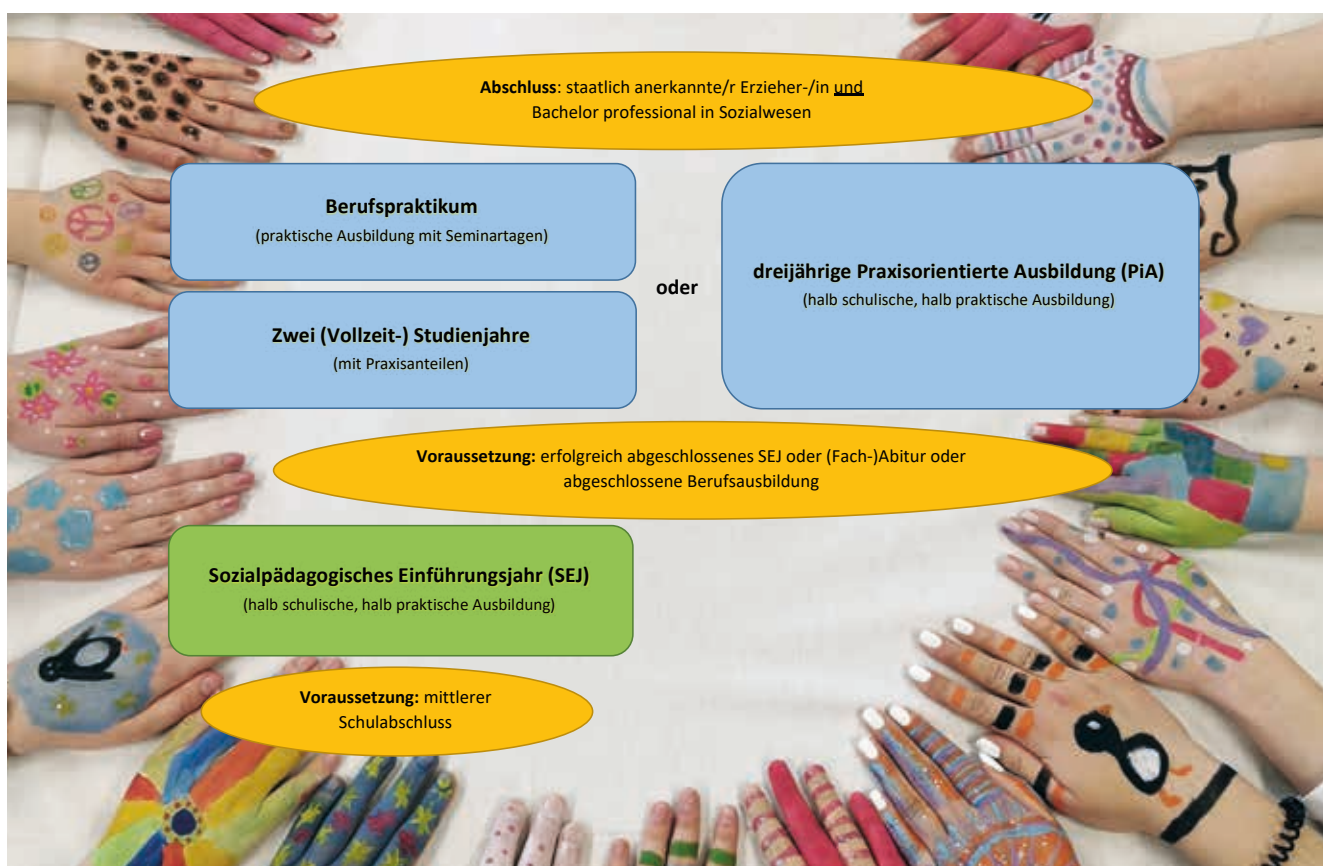 Abschluss: staatlich anerkannte/r Erzieher-/in und
Bachelor professional in Sozialwesen
Berufspraktikum
(praktische Ausbildung mit Seminartagen)
oder
dreijährige Praxisorientierte Ausbildung (PiA)
(halb schulische, halb praktische Ausbildung)
Zwei (Vollzeit-) Studienjahre
(mit Praxisanteilen)
Voraussetzung: erfolgreich abgeschlossenes SEJ oder (Fach-)Abitur oder
abgeschlossene Berufsausbildung
Sozialpädagogisches Einführungsjahr (SEJ)
(halb schulische, halb praktische Ausbildung)
Voraussetzung: mittlerer
Schulabschluss